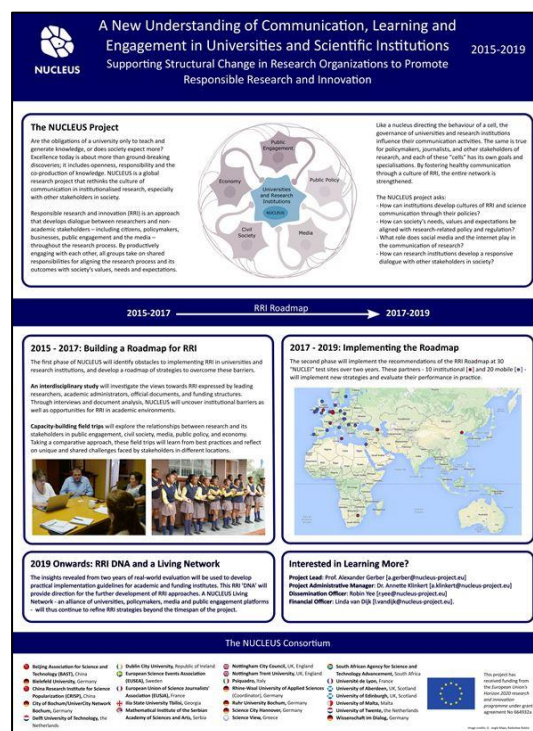 A New Understanding of Communication, Learning and
Engagement in Universities and Scientific Institutions
2015-2019
Supporting Structural Change in Research Organizations to Promote
Responsible Research and Innovation
NUCLEUS
The NUCLEUS Project
Are the obligations of a university only to teach and
generate knowledge, or does society expect more?
Excellence today is about more than ground-breaking
discoveries; it includes openness, responsibility and the
co-production of knowledge. NUCLEUS is a global
research project that rethinks the culture of
communication in institutionalised research, especially
with other stakeholders in society.
Responsible research and innovation (RRI) is an approach
that develops dialogue between researchers and non-
academic stakeholders – including citizens, policymakers,
businesses, public engagement and the media –
throughout the research process. By productively
engaging with each other, all groups take on shared
responsibilities for aligning the research process and its
outcomes with society's values, needs and expectations.
Public
Engagement
Economy
Public Policy
Universities
and Research
Institutions
NUCLEUS
Civil
Society
Media
Like a nucleus directing the behaviour of a cell, the
governance of universities and research institutions
influence their communication activities. The same is true
for policymakers, journalists, and other stakeholders of
research, and each of these "cells" has its own goals and
specialisations. By fostering healthy communication
through a culture of RRI, the entire network is
strengthened.
The NUCLEUS project asks:
- How can institutions develop cultures of RRI and science
communication through their policies?
- How can society's needs, values and expectations be
aligned with research-related policy and regulation?
- What role does social media and the internet play in
the communication of research?
- How can research institutions develop a responsive
dialogue with other stakeholders in society?
2015-2017
RRI Roadmap
2017-2019
2015 - 2017: Building a Roadmap for RRI
The first phase of NUCLEUS will identify obstacles to implementing RRI in universities and
research institutions, and develop a roadmap of strategies to overcome these barriers.
An interdisciplinary study will investigate the views towards RRI expressed by leading
researchers, academic administrators, official documents, and funding structures.
Through interviews and document analysis, NUCLEUS will uncover institutional barriers as
well as opportunities for RRI in academic environments.
Capacity-building field trips will explore the relationships between research and its
stakeholders in public engagement, civil society, media, public policy, and economy.
Taking a comparative approach, these field trips will learn from best practices and reflect
on unique and shared challenges faced by stakeholders in different locations.
2017 - 2019: Implementing the Roadmap
The second phase will implement the recommendations of the RRI Roadmap at 30
"NUCLEI" test sites over two years. These partners - 10 institutional [●] and 20 mobile [●] -
will implement new strategies and evaluate their performance in practice.
2019 Onwards: RRI DNA and a Living Network
The insights revealed from two years of real-world evaluation will be used to develop
practical implementation guidelines for academic and funding institutes. This RRI 'DNA' will
provide direction for the further development of RRI approaches. A NUCLEUS Living
Network - an alliance of universities, policymakers, media and public engagement platforms
- will thus continue to refine RRI strategies beyond the timespan of the project.
Interested in Learning More?
Project Lead: Prof. Alexander Gerber [a.gerber@nucleus-project.eu]
Project Administrative Manager: Dr. Annette Klinkert [a.klinkert@nucleus-project.eu]
Dissemination Officer: Robin Yee [r.yee@nucleus-project.eu]
Financial Officer: Linda van Dijk [l.vandijk@nucleus-project.eu].
The NUCLEUS Consortium
Beijing Association for Science and
Technology (BAST), China
Bielefeld University, Germany
China Research Institute for Science
Popularization (CRISP), China
City of Bochum/UniverCity Network
Bochum, Germany
Delft University of Technology, the
Netherlands
Dublin City University, Republic of Ireland
European Science Events Association
(EUSEA), Sweden
European Union of Science Journalists'
Association (EUSJA), France
Ilia State University Tbilisi, Georgia
Mathematical Institute of the Serbian
Academy of Sciences and Arts, Serbia
Nottingham City Council, UK, England
Nottingham Trent University, UK, England
Psiquadro, Italy
Rhine-Waal University of Applied Sciences
(Coordinator), Germany
Ruhr University Bochum, Germany
Science City Hannover, Germany
Science View, Greece
South African Agency for Science and
Technology Advancement, South Africa
Université de Lyon, France
University of Aberdeen, UK, Scotland
University of Edinburgh, UK, Scotland
University of Malta, Malta
University of Twente, the Netherlands
Wissenschaft im Dialog, Germany
This project has
received funding from
the European Union's
Horizon 2020 research
and innovation
programme under grant
agreement No 664932